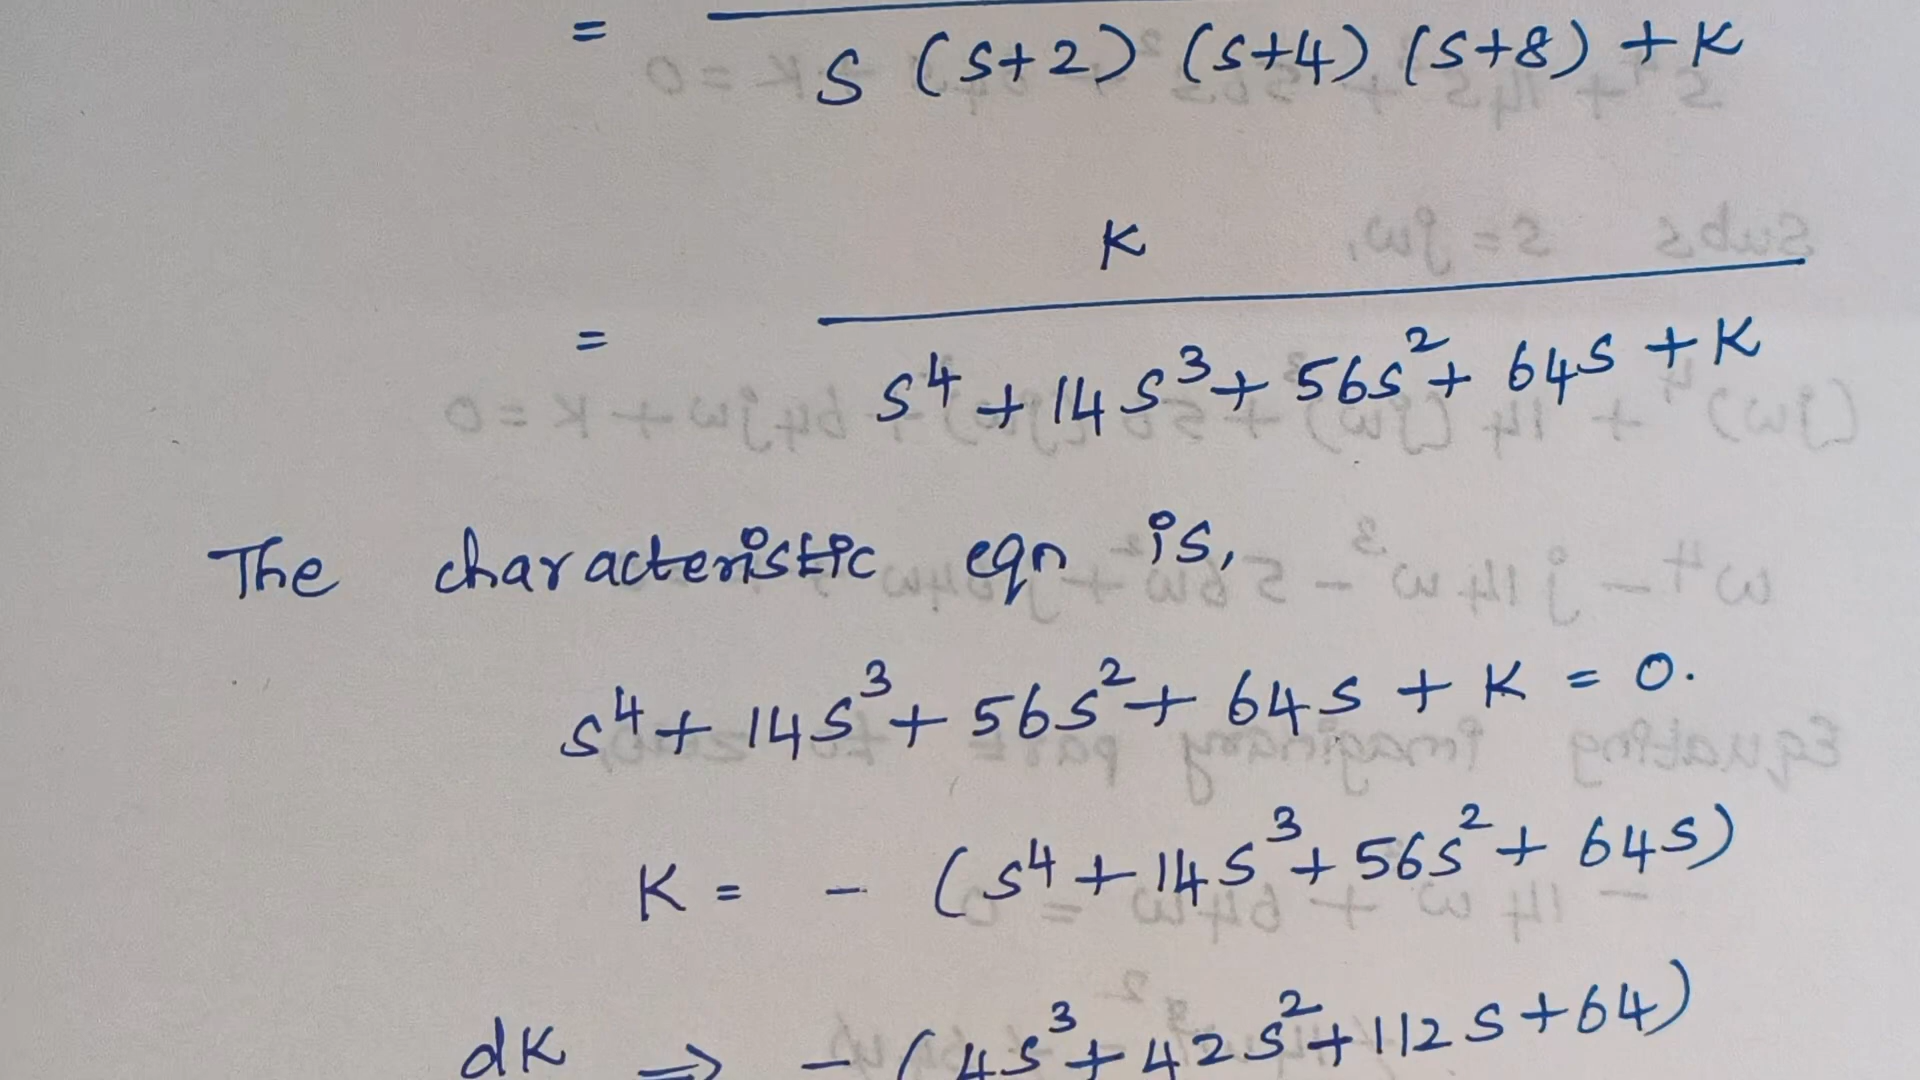 = S (S+2) (S+4) (S+8) + K
K
= S⁴ + 14S³ + 56S² + 64S + K
The characteristic eqn is,
S⁴ + 14S³ + 56S² + 64S + K = 0.
K = - (S⁴ + 14S³ + 56S² + 64S)
dK ⇒ - (4S³ + 42S² + 112S + 64)